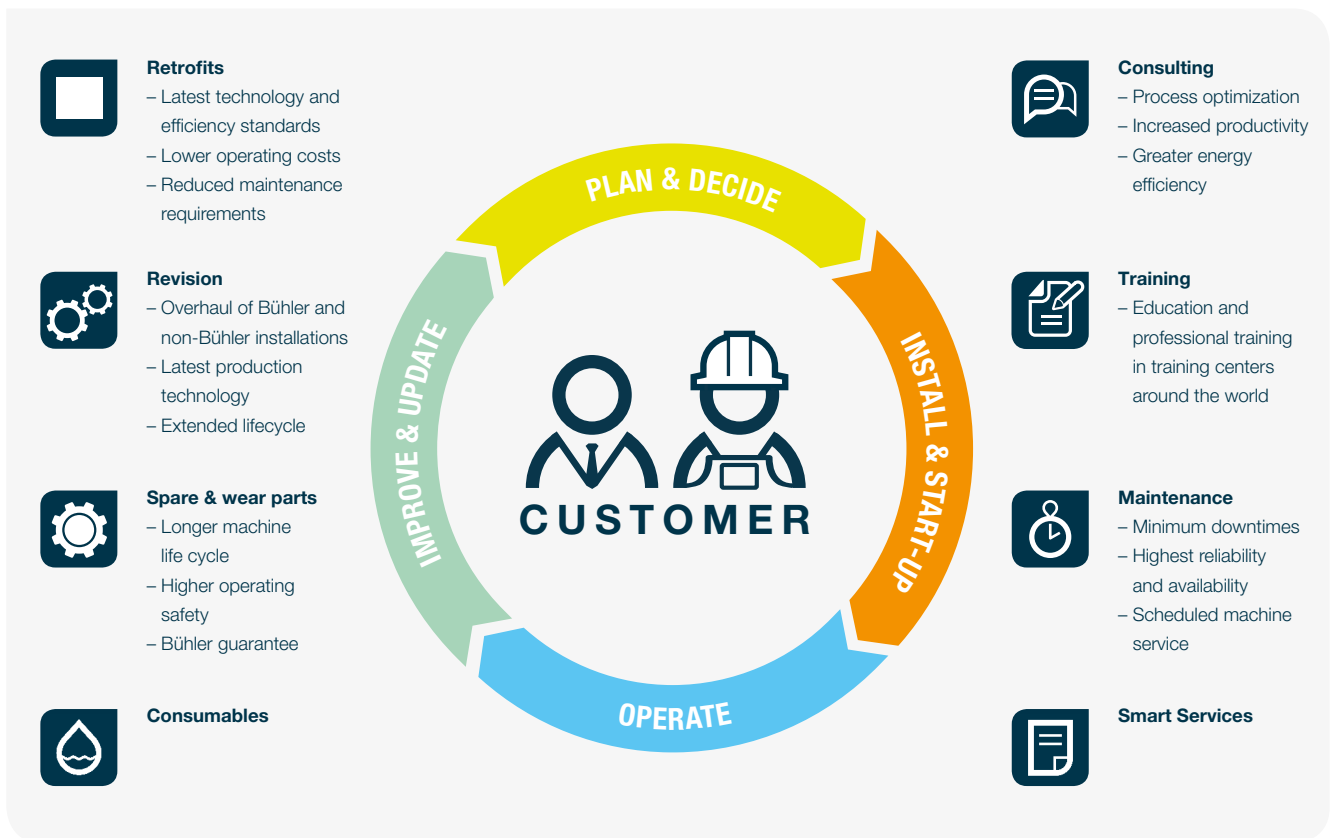 Retrofits
– Latest technology and
efficiency standards
– Lower operating costs
– Reduced maintenance
requirements
Revision
– Overhaul of Bühler and
non-Bühler installations
– Latest production
technology
– Extended lifecycle
Spare & wear parts
– Longer machine
life cycle
– Higher operating
safety
– Bühler guarantee
Consumables
PLAN & DECIDE
INSTALL & START-UP
OPERATE
IMPROVE & UPDATE
CUSTOMER
Consulting
– Process optimization
– Increased productivity
– Greater energy
efficiency
Training
– Education and
professional training
in training centers
around the world
Maintenance
– Minimum downtimes
– Highest reliability
and availability
– Scheduled machine
service
Smart Services